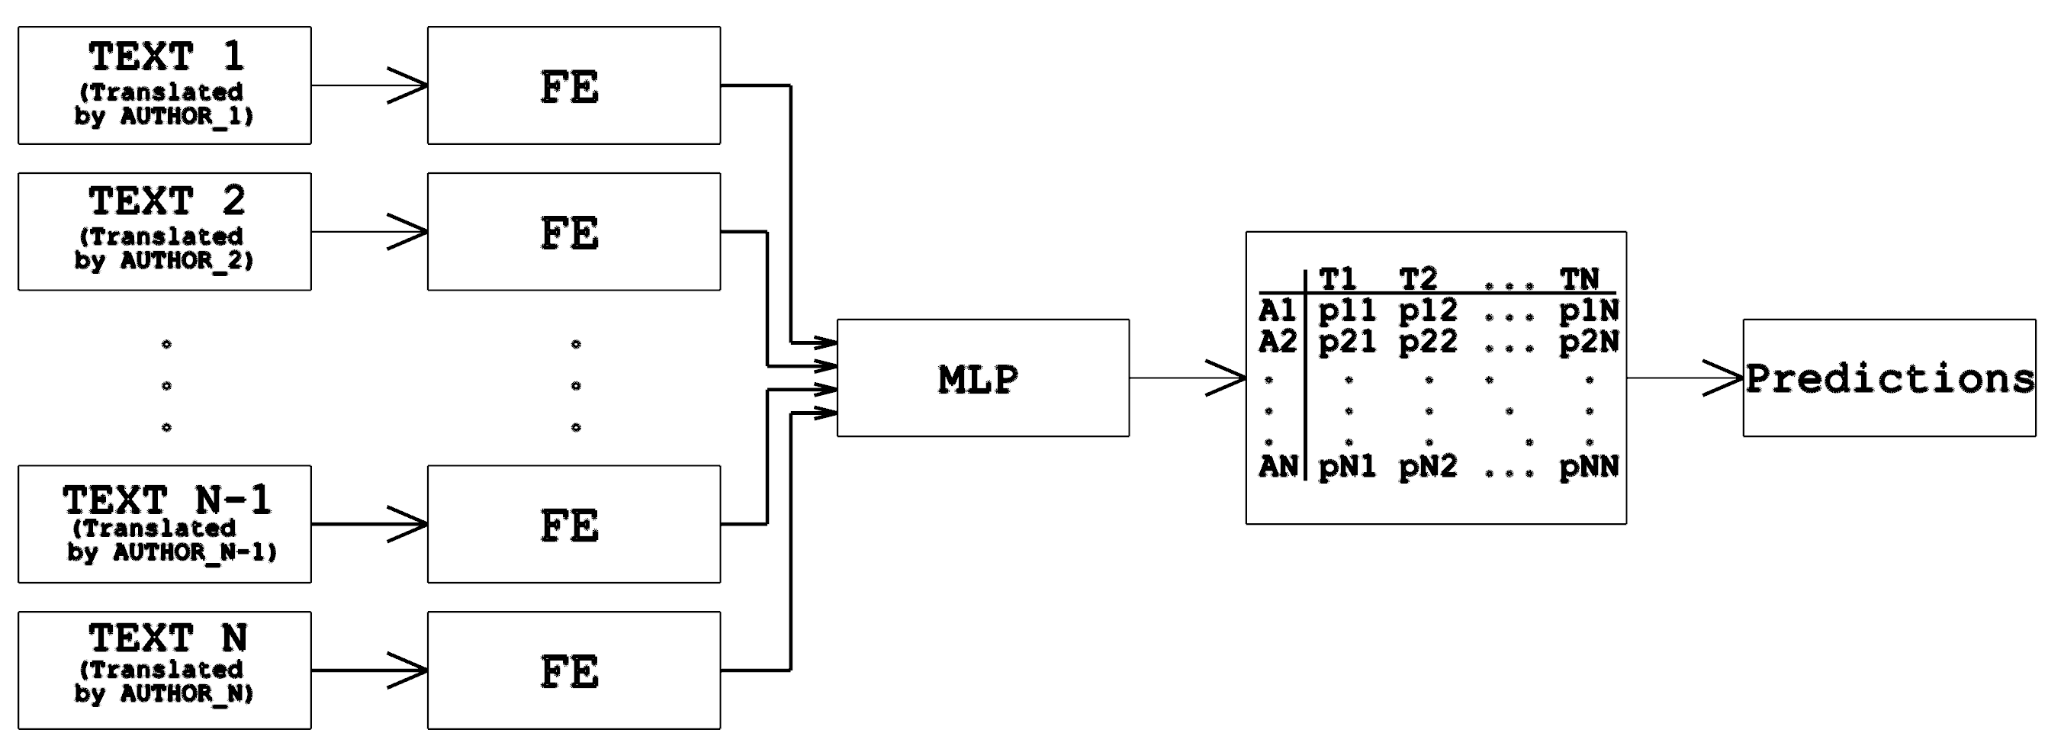 TEXT 1
(Translated
by AUTHOR_1)
FE
TEXT 2
(Translated
by AUTHOR_2)
FE
TEXT N-1
(Translated
by AUTHOR_N-1)
FE
TEXT N
(Translated
by AUTHOR_N)
FE
MLP
T1 T2 ... TN
A1 p11 p12 ... p1N
A2 p21 p22 ... p2N
AN pN1 pN2 ... pNN
Predictions